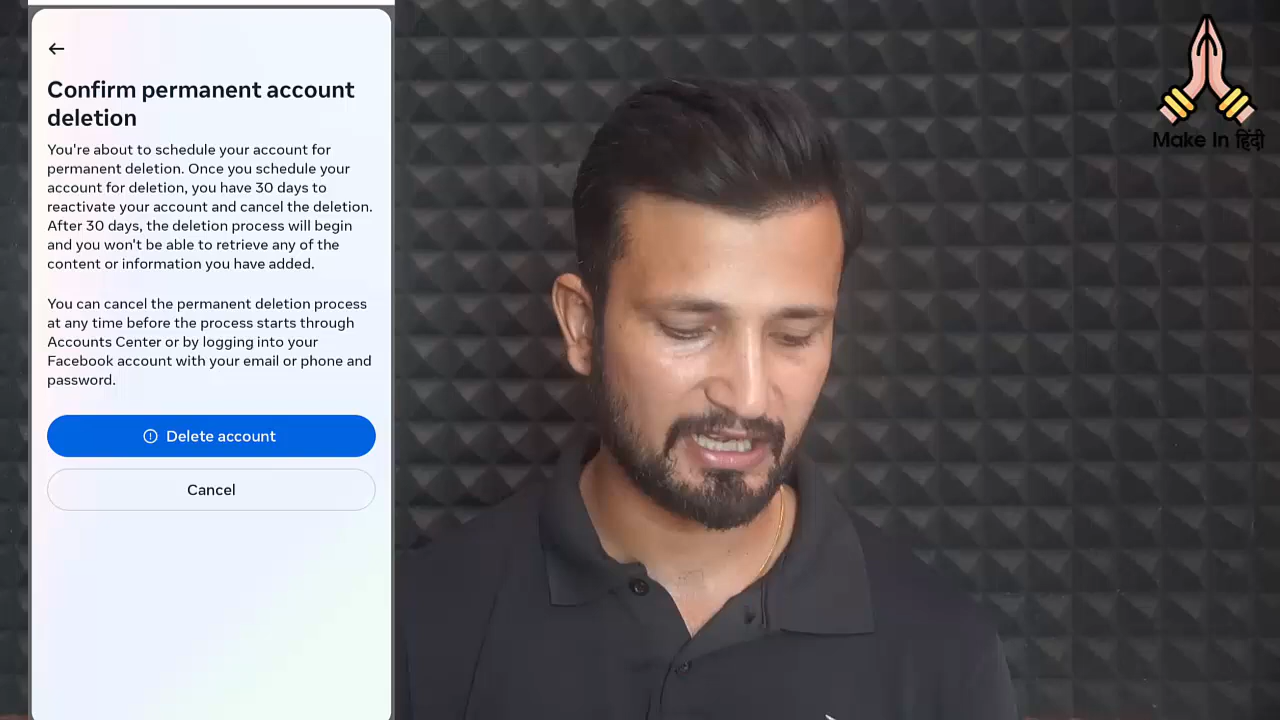 Confirm permanent account
deletion
You're about to schedule your account for
permanent deletion. Once you schedule your
account for deletion, you have 30 days to
reactivate your account and cancel the deletion.
After 30 days, the deletion process will begin
and you won't be able to retrieve any of the
content or information you have added.
You can cancel the permanent deletion process
at any time before the process starts through
Accounts Center or by logging into your
Facebook account with your email or phone and
password.
Delete account
Cancel
Make In हिंदी